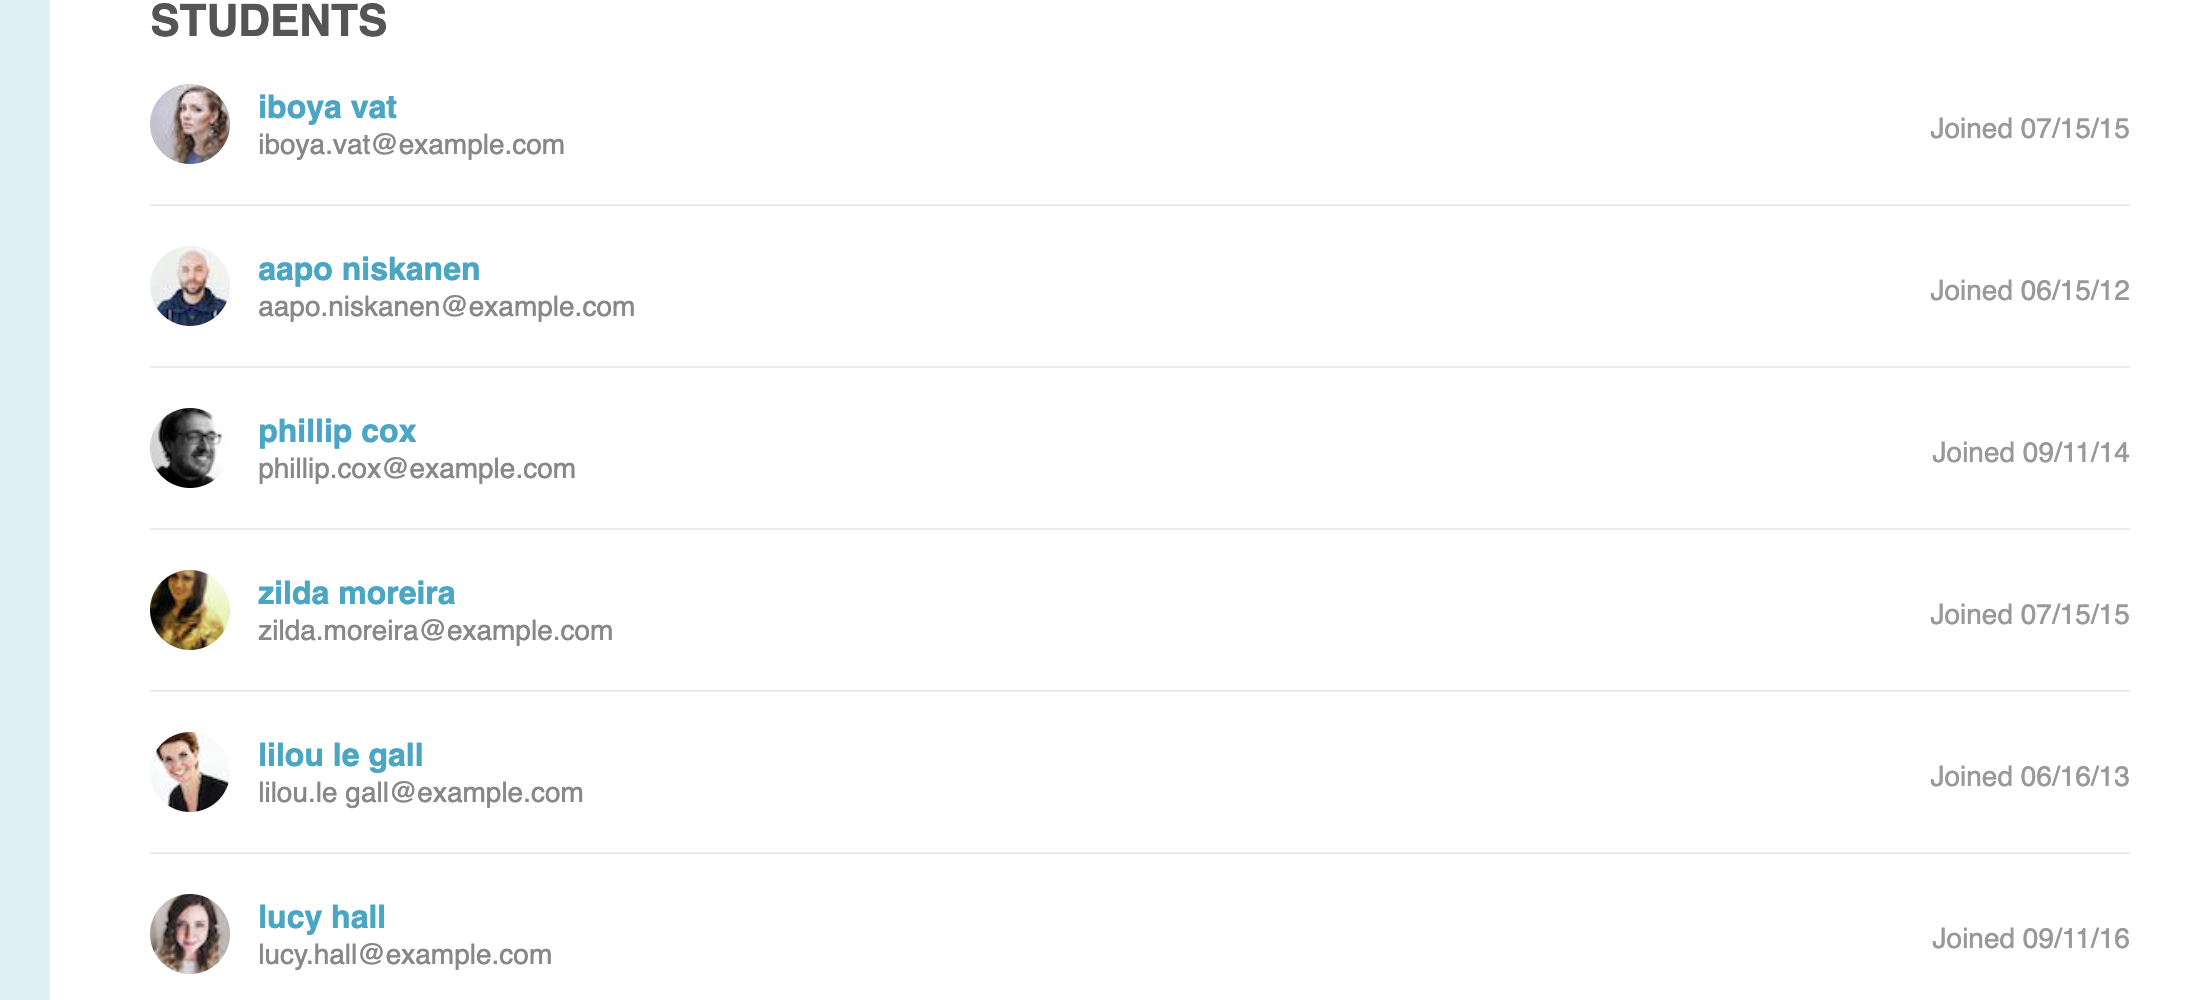 STUDENTS
iboya vat
iboya.vat@example.com
Joined 07/15/15
aapo niskanen
aapo.niskanen@example.com
Joined 06/15/12
phillip cox
phillip.cox@example.com
Joined 09/11/14
zilda moreira
zilda.moreira@example.com
Joined 07/15/15
lilou le gall
lilou.le gall@example.com
Joined 06/16/13
lucy hall
lucy.hall@example.com
Joined 09/11/16